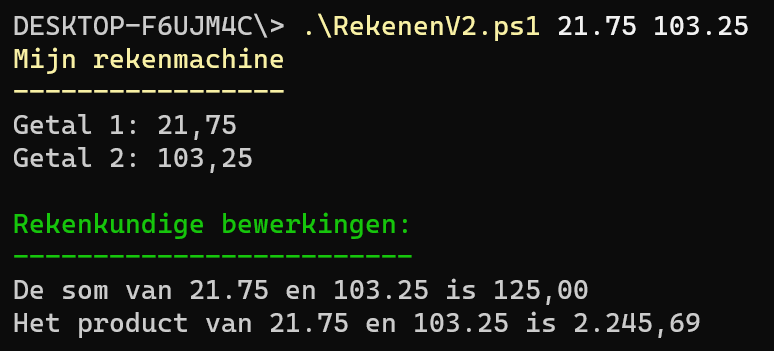 DESKTOP-F6UJM4C\> .\RekenenV2.ps1 21.75 103.25
Mijn rekenmachine
-----------------
Getal 1: 21,75
Getal 2: 103,25
Rekenkundige bewerkingen:
-------------------------
De som van 21.75 en 103.25 is 125,00
Het product van 21.75 en 103.25 is 2.245,69